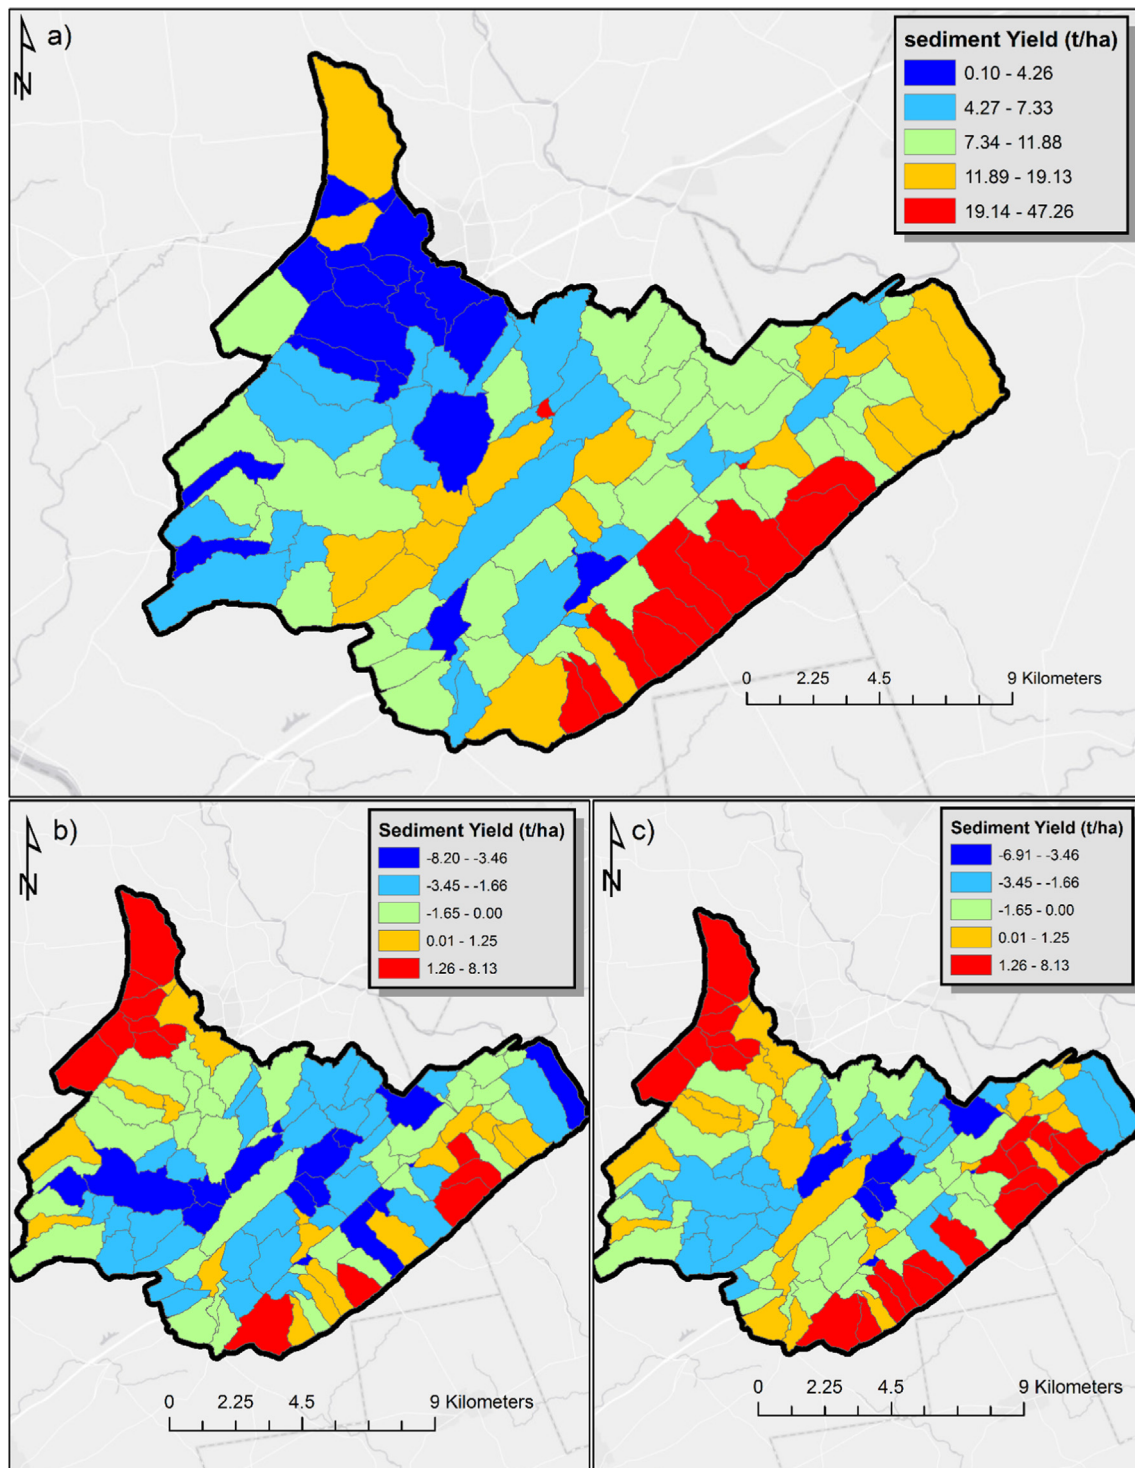 a)
N
sediment Yield (t/ha)
0.10 - 4.26
4.27 - 7.33
7.34 - 11.88
11.89 - 19.13
19.14 - 47.26
0 2.25 4.5 9 Kilometers
b)
N
Sediment Yield (t/ha)
-8.20 - -3.46
-3.45 - -1.66
-1.65 - 0.00
0.01 - 1.25
1.26 - 8.13
0 2.25 4.5 9 Kilometers
c)
N
Sediment Yield (t/ha)
-6.91 - -3.46
-3.45 - -1.66
-1.65 - 0.00
0.01 - 1.25
1.26 - 8.13
0 2.25 4.5 9 Kilometers